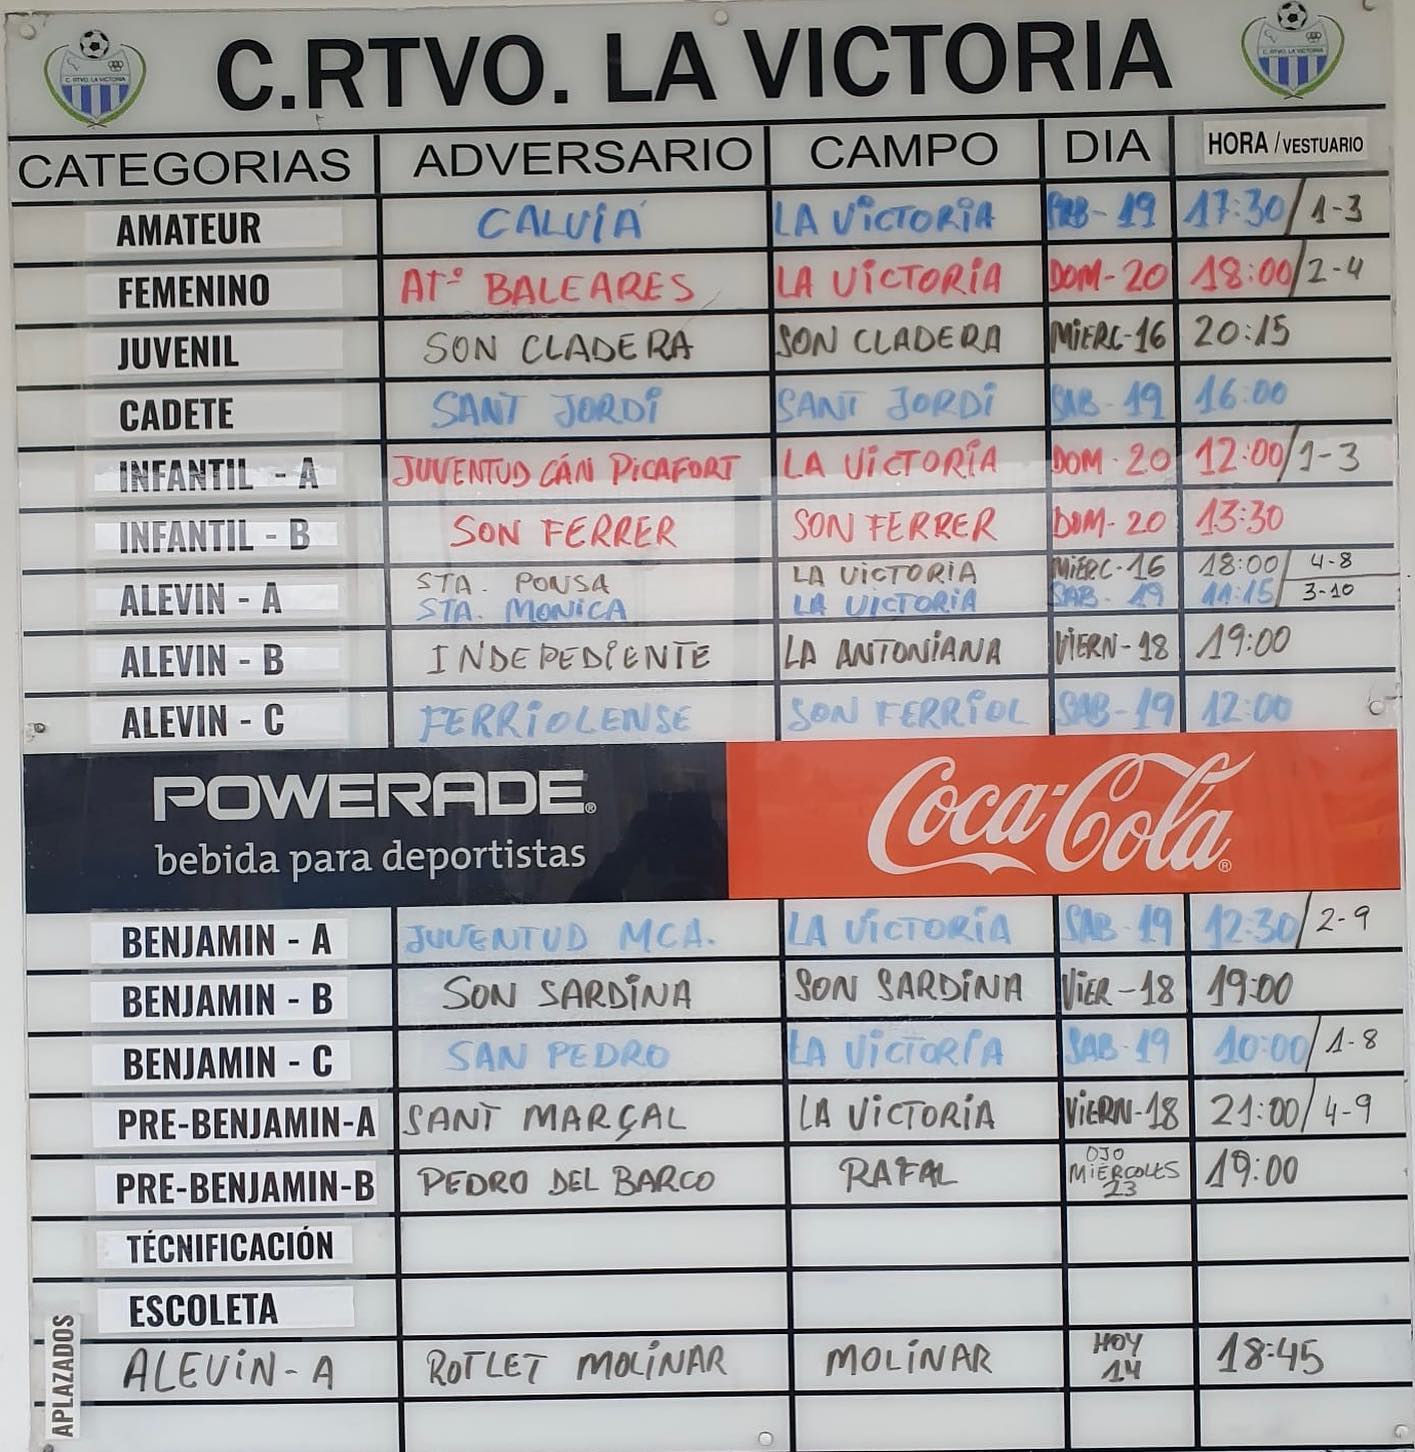 C.RTVO. LA VICTORIA
CATEGORIAS ADVERSARIO CAMPO DIA HORA / VESTUARIO
AMATEUR CALVIÁ LA VICTORIA SAB - 19 17:30 / 1-3
FEMENINO ATº BALEARES LA VICTORIA DOM - 20 18:00 / 2-4
JUVENIL SON CLADERA SON CLADERA MIERC-16 20:15
CADETE SANT JORDI SANT JORDI SAB - 19 16:00
INFANTIL - A JUVENTUD CÁN PICAFORT LA VICTORIA DOM - 20 12:00 / 1-3
INFANTIL - B SON FERRER SON FERRER DOM - 20 13:30
ALEVIN - A STA. PONSA LA VICTORIA MIERC-16 18:00 / 4-8
STA. MONICA LA VICTORIA SAB - 19 11:15 / 3-10
ALEVIN - B INDEPEDIENTE LA ANTONIANA VIERN-18 19:00
ALEVIN - C FERRIOLENSE SON FERRIOL SAB-19 12:00
POWERADE®
bebida para deportistas
Coca-Cola®
BENJAMIN - A JUVENTUD MCA. LA VICTORIA SAB - 19 12:30 / 2-9
BENJAMIN - B SON SARDINA SON SARDINA VIER-18 19:00
BENJAMIN - C SAN PEDRO LA VICTORIA SAB - 19 10:00 / 1-8
PRE-BENJAMIN-A SANT MARÇAL LA VICTORIA VIERN-18 21:00 / 4-9
PRE-BENJAMIN-B PEDRO DEL BARCO RAFAL OJO MIÉRCOLES 23 19:00
TÉCNIFICACIÓN
ESCOLETA
APLAZADOS
ALEVIN - A ROTLET MOLINAR MOLINAR HOY 14 18:45